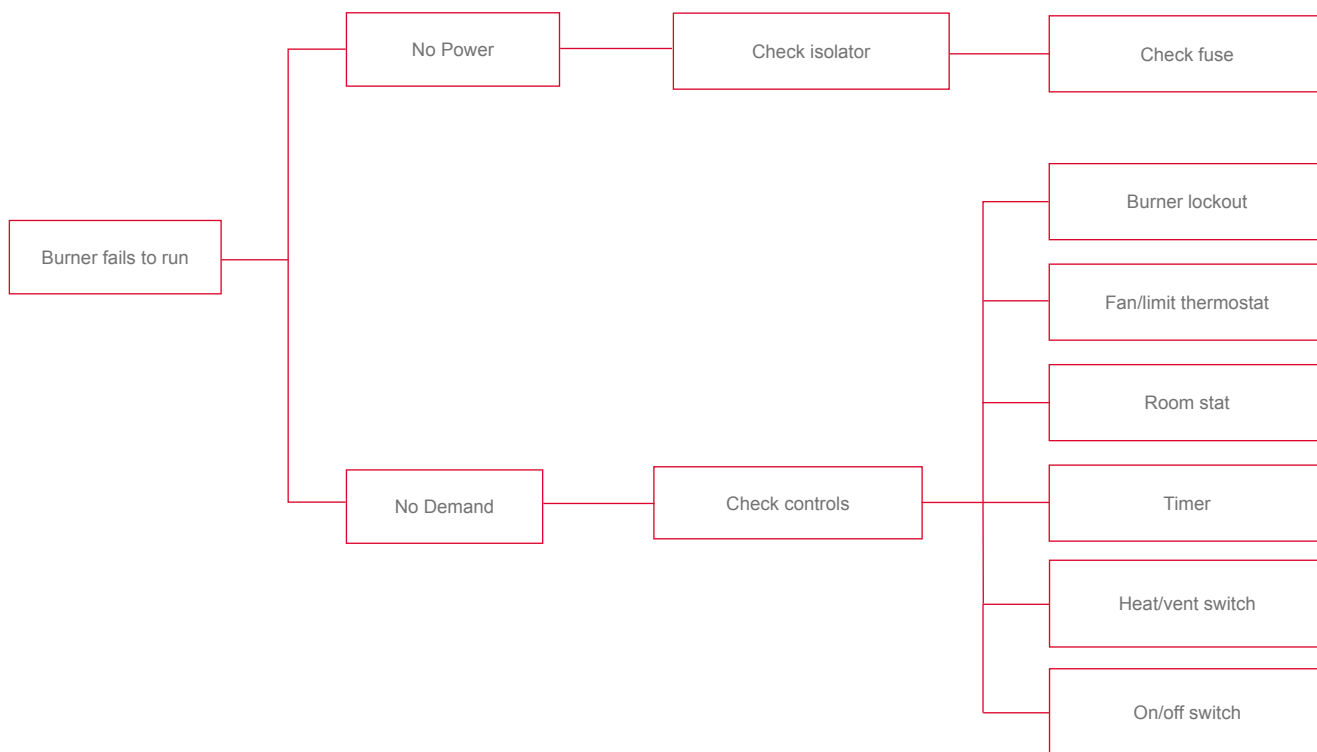 No Power
Check isolator
Check fuse
Burner lockout
Burner fails to run
Fan/limit thermostat
Room stat
No Demand
Check controls
Timer
Heat/vent switch
On/off switch